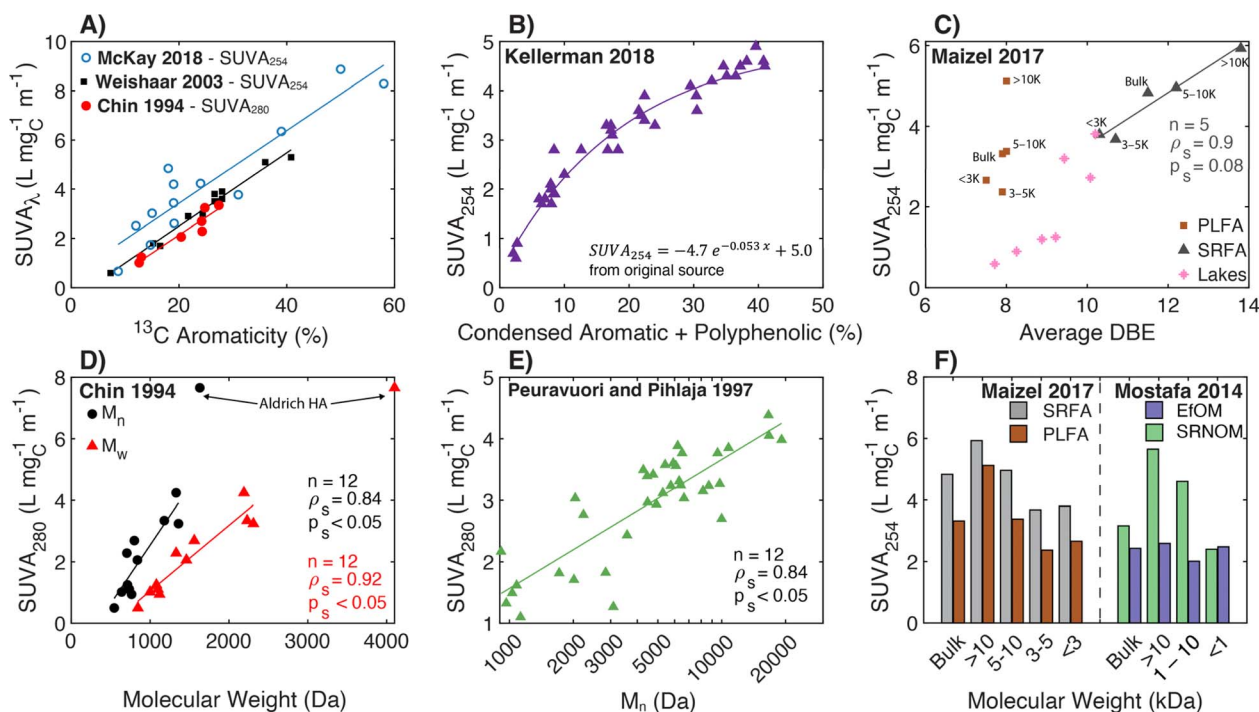 A)
McKay 2018 - SUVA254
Weishaar 2003 - SUVA254
Chin 1994 - SUVA280
SUVAλ (L mgC⁻¹ m⁻¹)
10
8
6
4
2
0
0
20
40
60
¹³C Aromaticity (%)
B)
Kellerman 2018
SUVA254 (L mgC⁻¹ m⁻¹)
5
4
3
2
1
0
SUVA254 = −4.7 e^−0.053 x + 5.0
from original source
0
10
20
30
40
50
Condensed Aromatic + Polyphenolic (%)
C)
Maizel 2017
SUVA254 (L mgC⁻¹ m⁻¹)
6
4
2
0
>10K
Bulk
5–10K
<3K
3–5K
>10K
Bulk
5–10K
<3K
3–5K
n = 5
ρs = 0.9
ps = 0.08
PLFA
SRFA
Lakes
6
8
10
12
14
Average DBE
D)
Chin 1994
Mn
Mw
Aldrich HA
SUVA280 (L mgC⁻¹ m⁻¹)
8
6
4
2
0
n = 12
ρs = 0.84
ps < 0.05
n = 12
ρs = 0.92
ps < 0.05
0
1000
2000
3000
4000
Molecular Weight (Da)
E)
Peuravuori and Pihlaja 1997
SUVA280 (L mgC⁻¹ m⁻¹)
5
4
3
2
1
n = 12
ρs = 0.84
ps < 0.05
1000
2000
5000
10000
20000
Mn (Da)
F)
Maizel 2017
SRFA
PLFA
Mostafa 2014
EfOM
SRNOM
SUVA254 (L mgC⁻¹ m⁻¹)
8
6
4
2
0
Bulk
>10
5-10
3-5
<3
Bulk
>10
1 – 10
<1
Molecular Weight (kDa)